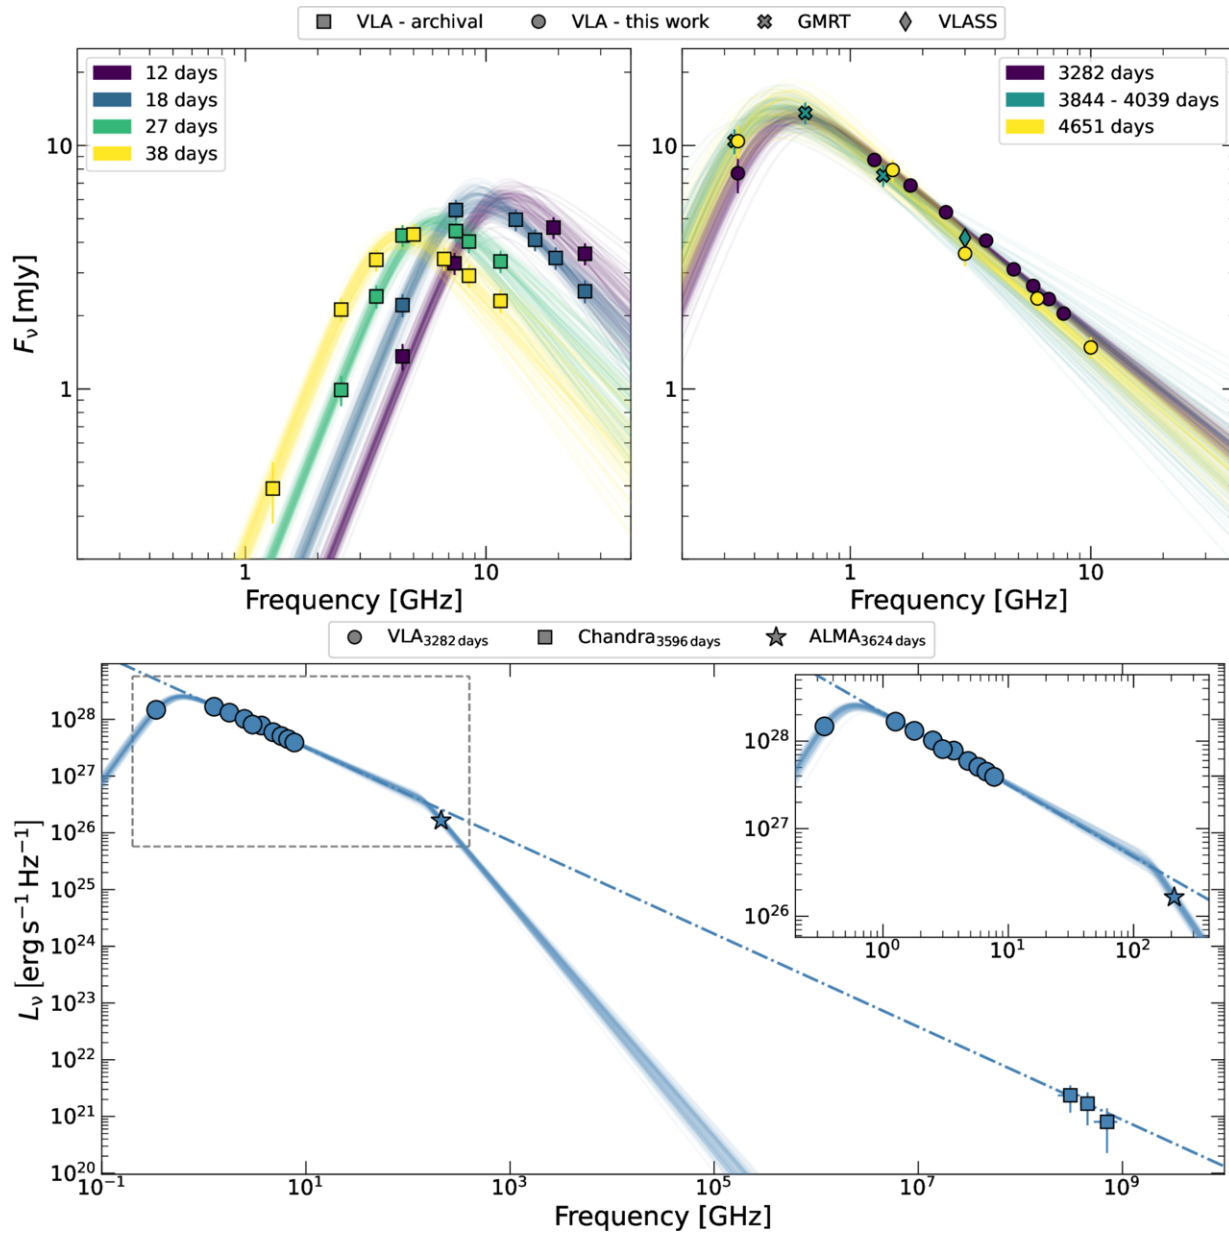 VLA - archival VLA - this work GMRT VLASS
12 days
18 days
27 days
38 days
3282 days
3844 - 4039 days
4651 days
10
1
F_ν [mJy]
10
1
1 10
Frequency [GHz]
1 10
Frequency [GHz]
VLA_3282 days Chandra_3596 days ALMA_3624 days
10^28
10^27
10^26
10^25
10^24
10^23
10^22
10^21
10^20
L_ν [erg s^−1 Hz^−1]
10^28
10^27
10^26
10^0 10^1 10^2
10^−1 10^1 10^3 10^5 10^7 10^9
Frequency [GHz]